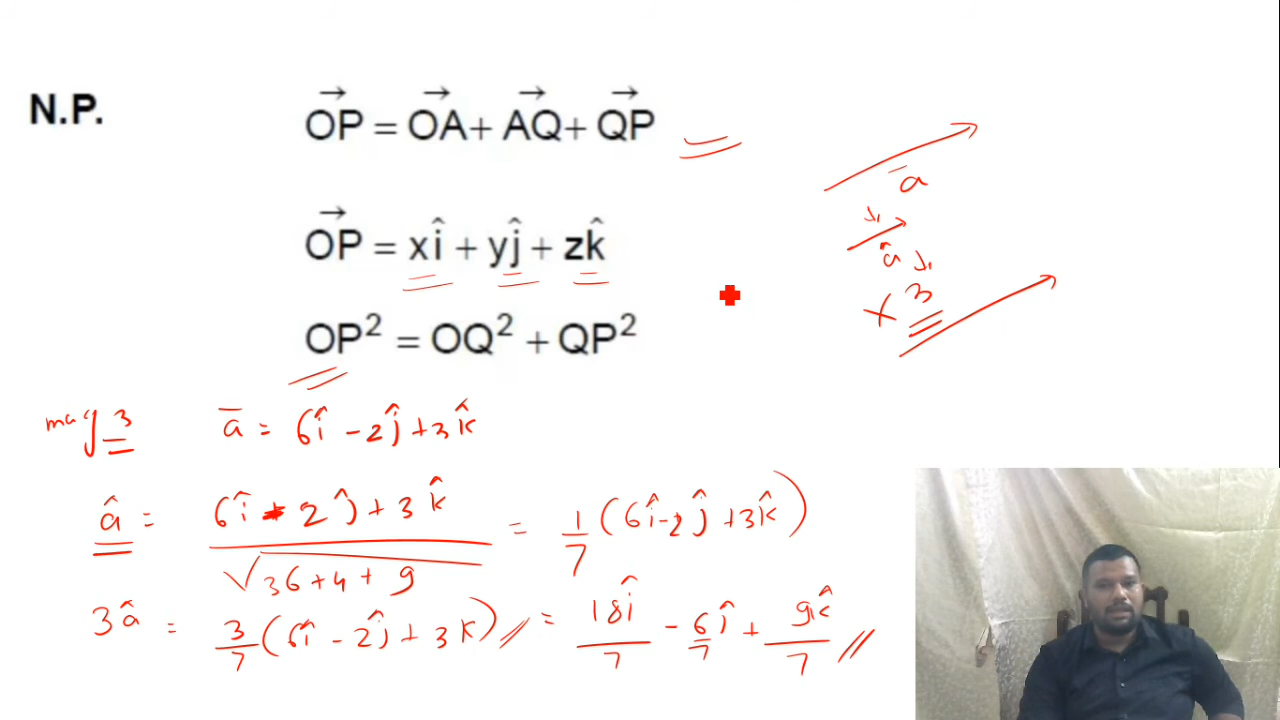 N.P.
→OP = →OA + →AQ + →QP
→OP = xî + yĵ + zk̂
OP² = OQ² + QP²
ā
â
× 3
mag 3 ā = 6î - 2ĵ + 3k̂
â = (6î - 2ĵ + 3k̂) / √(36 + 4 + 9) = 1/7 (6î - 2ĵ + 3k̂)
3â = 3/7 (6î - 2ĵ + 3k) = 18î/7 - 6/7 ĵ + 9k̂/7